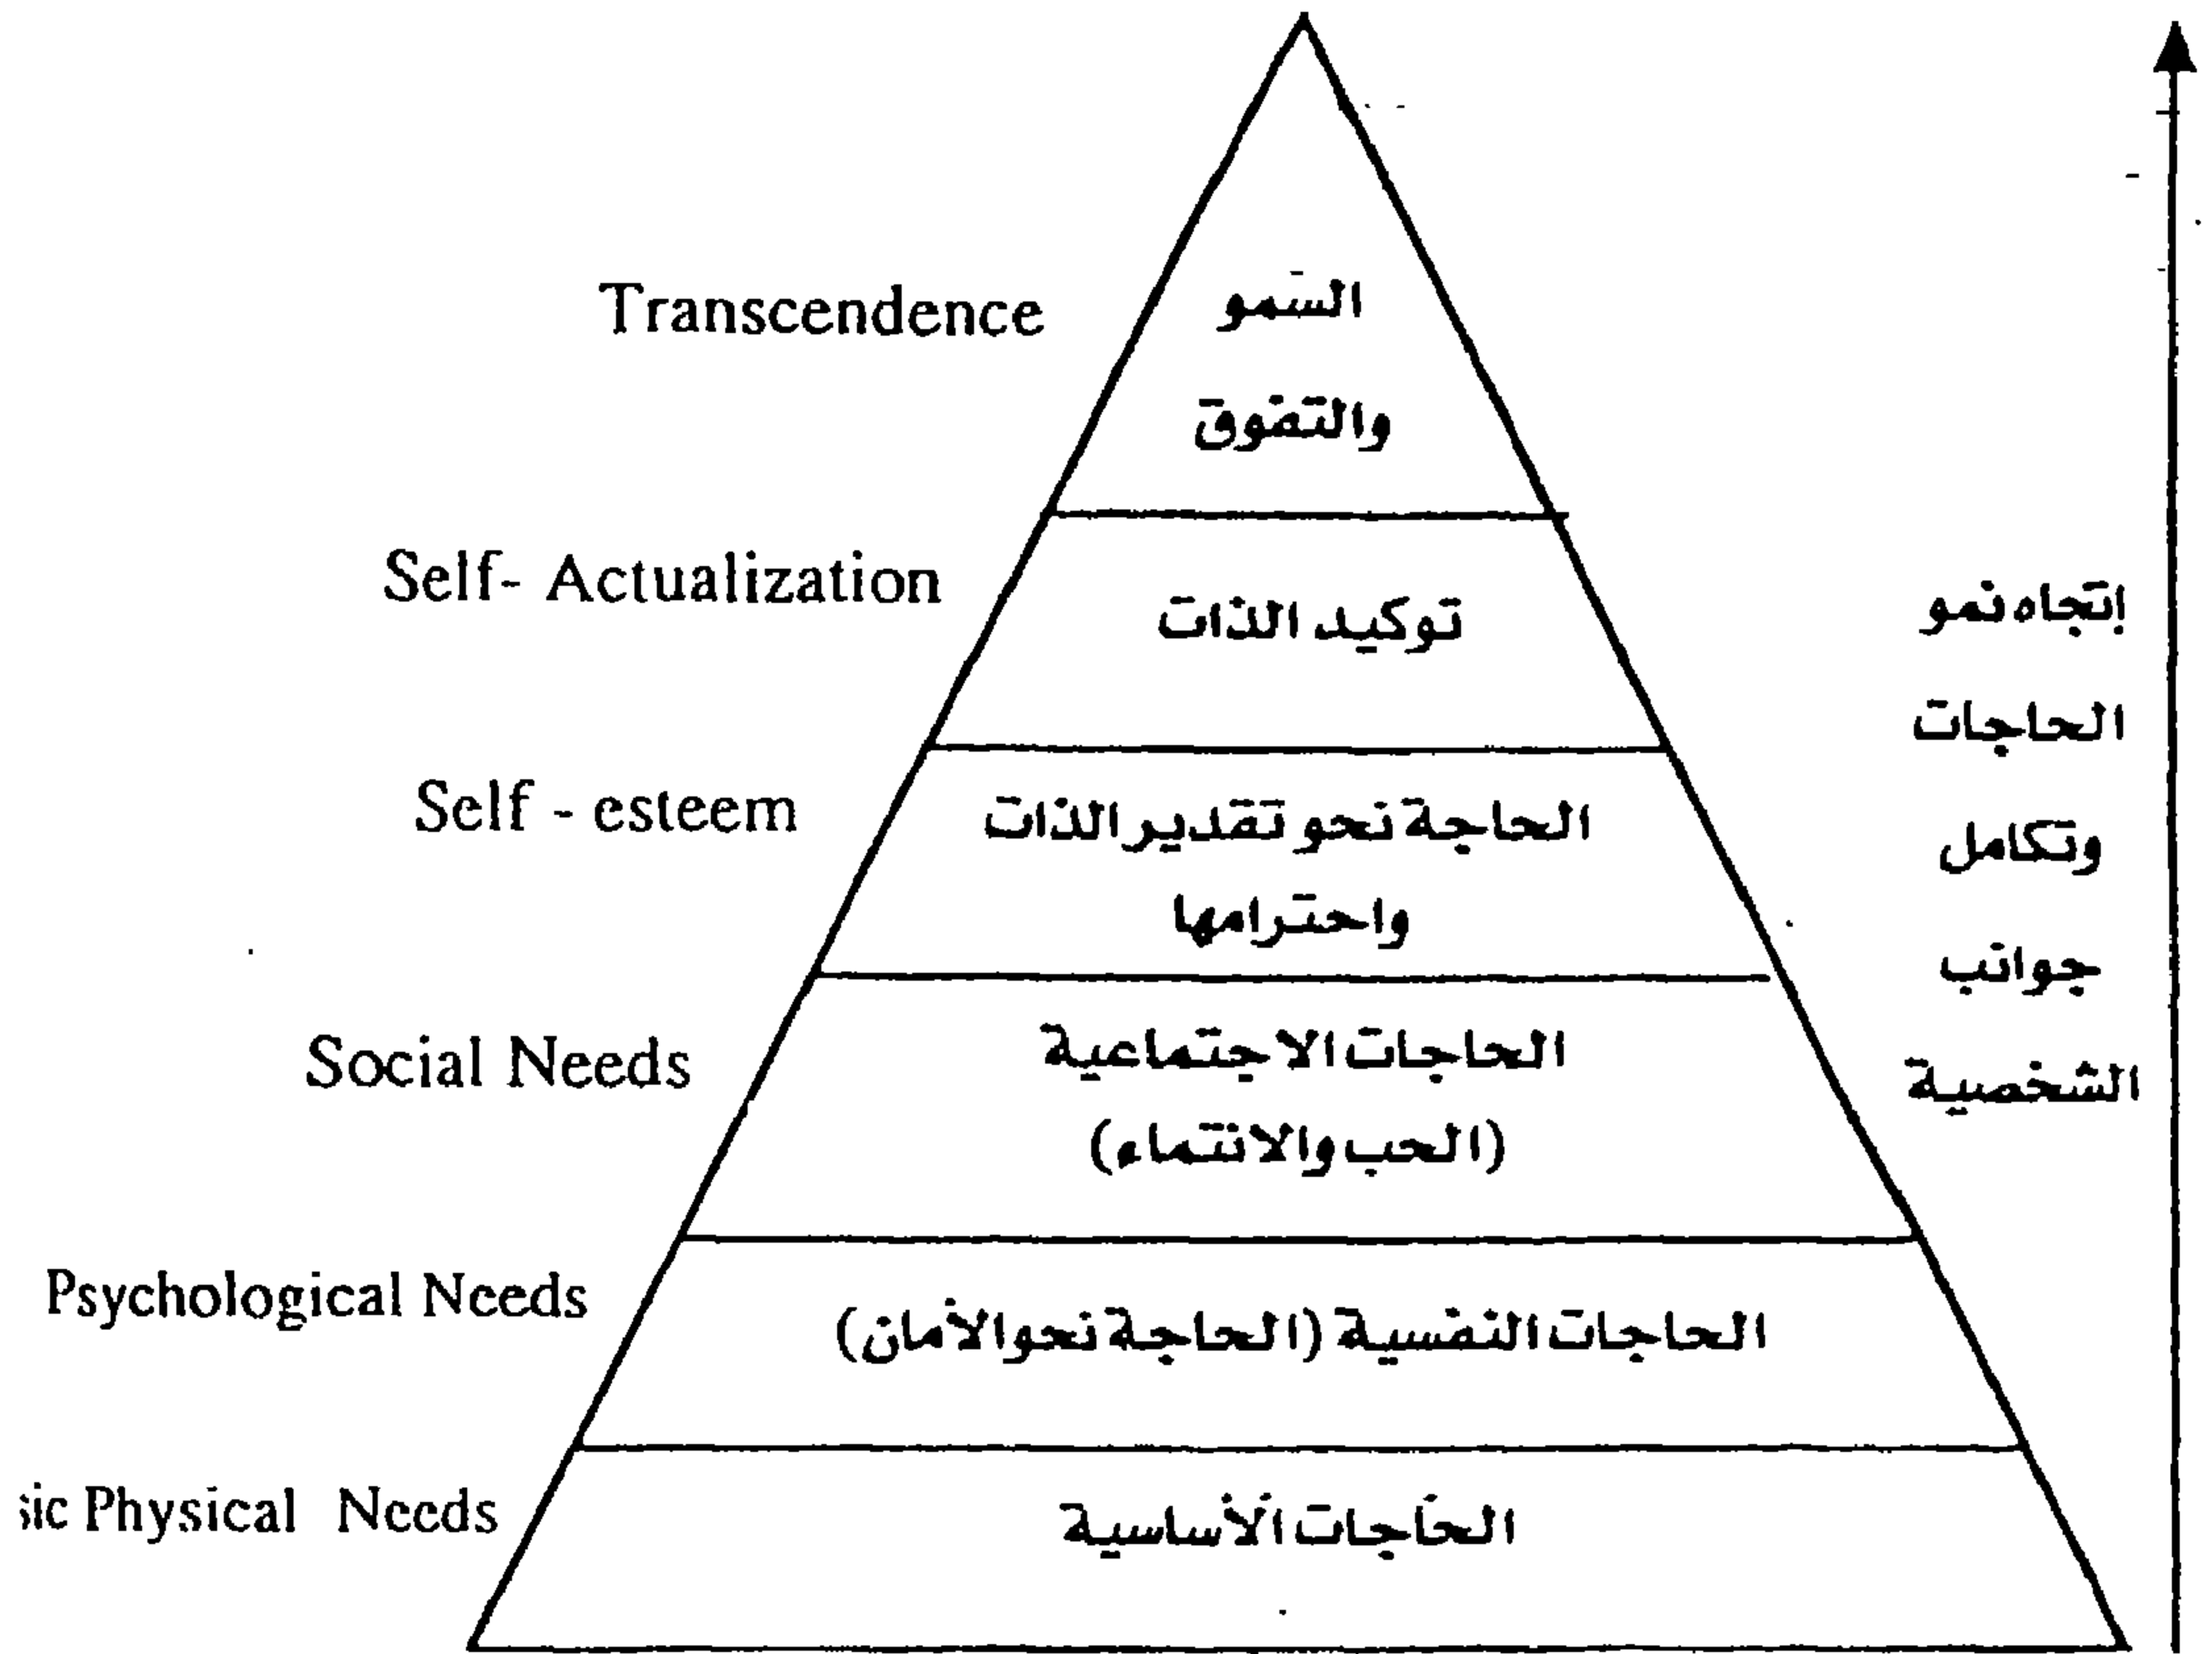 Transcendence
السمو
والتفوق
Self- Actualization
توكيد الذات
Self - esteem
الحاجة نحو تقدير الذات
واحترامها
Social Needs
الحاجات الاجتماعية
(الحب والانتماء)
Psychological Needs
الحاجات النفسية (الحاجة نحو الأمان)
Physical Needs
الحاجات الأساسية
إتجاه نمو
الحاجات
وتكامل
جوانب
الشخصية